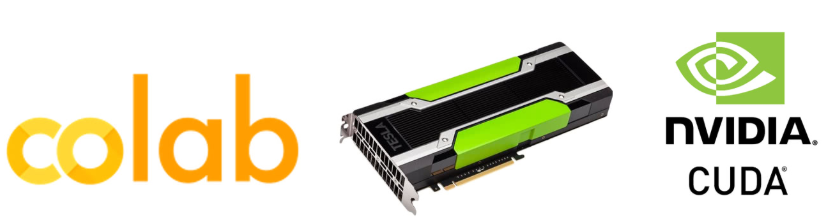 colab
TESLA
NVIDIA.
CUDA®